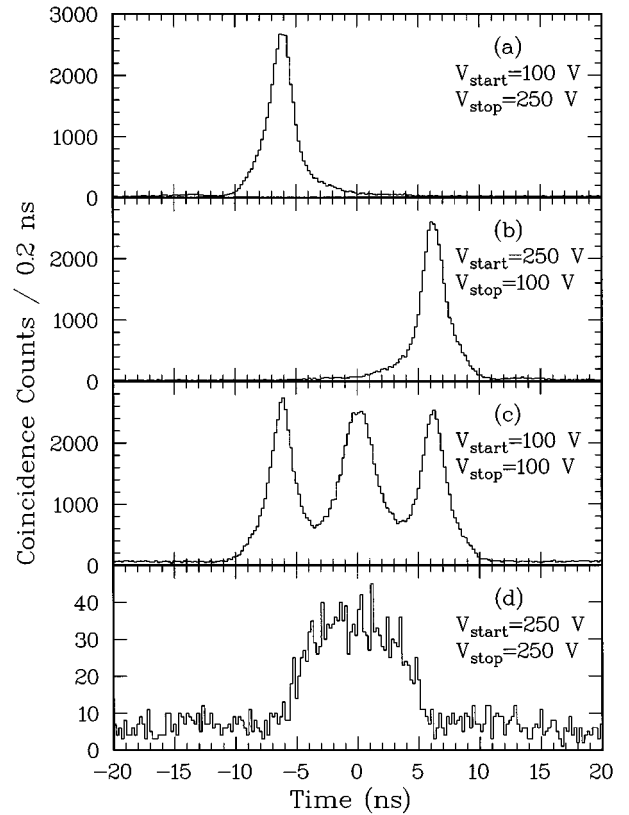 3000
2000
1000
0
(a)
V_start=100 V
V_stop=250 V
2000
1000
0
(b)
V_start=250 V
V_stop=100 V
2000
1000
0
(c)
V_start=100 V
V_stop=100 V
40
30
20
10
0
(d)
V_start=250 V
V_stop=250 V
−20 −15 −10 −5 0 5 10 15 20
Time (ns)
Coincidence Counts / 0.2 ns